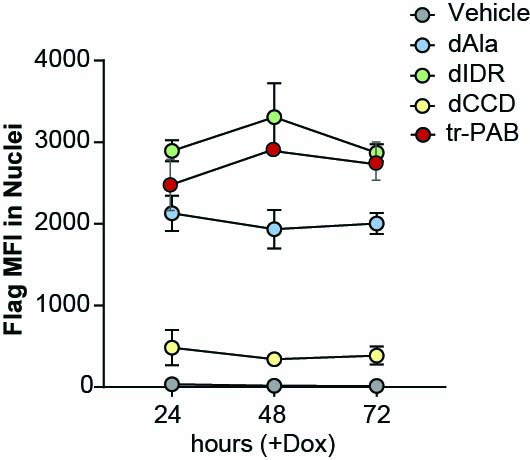 Vehicle
dAla
dIDR
dCCD
tr-PAB
4000
3000
2000
1000
0
Flag MFI in Nuclei
24 48 72
hours (+Dox)